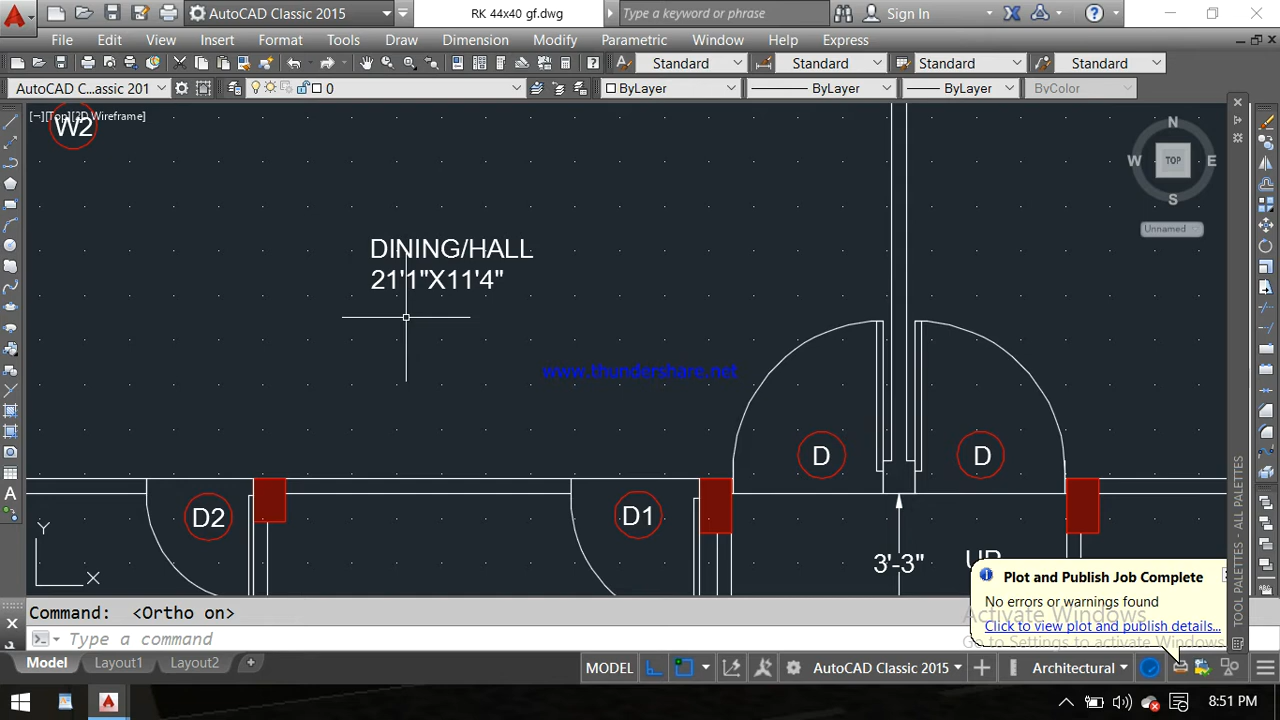 AutoCAD Classic 2015
RK 44x40 gf.dwg
Type a keyword or phrase
Sign In
File Edit View Insert Format Tools Draw Dimension Modify Parametric Window Help Express
Standard Standard Standard Standard
AutoCAD C...assic 201 0 ByLayer ByLayer ByLayer ByColor
[−][Top][2D Wireframe]
W2
N
W TOP E
S
Unnamed
DINING/HALL
21'1"X11'4"
www.thundershare.net
D D
D2 D1
3'-3" UP
Y
X
TOOL PALETTES - ALL PALETTES
Plot and Publish Job Complete
No errors or warnings found
Click to view plot and publish details...
Activate Windows
Go to Settings to activate Windows
Command: <Ortho on>
Type a command
Model Layout1 Layout2
MODEL AutoCAD Classic 2015 Architectural
8:51 PM